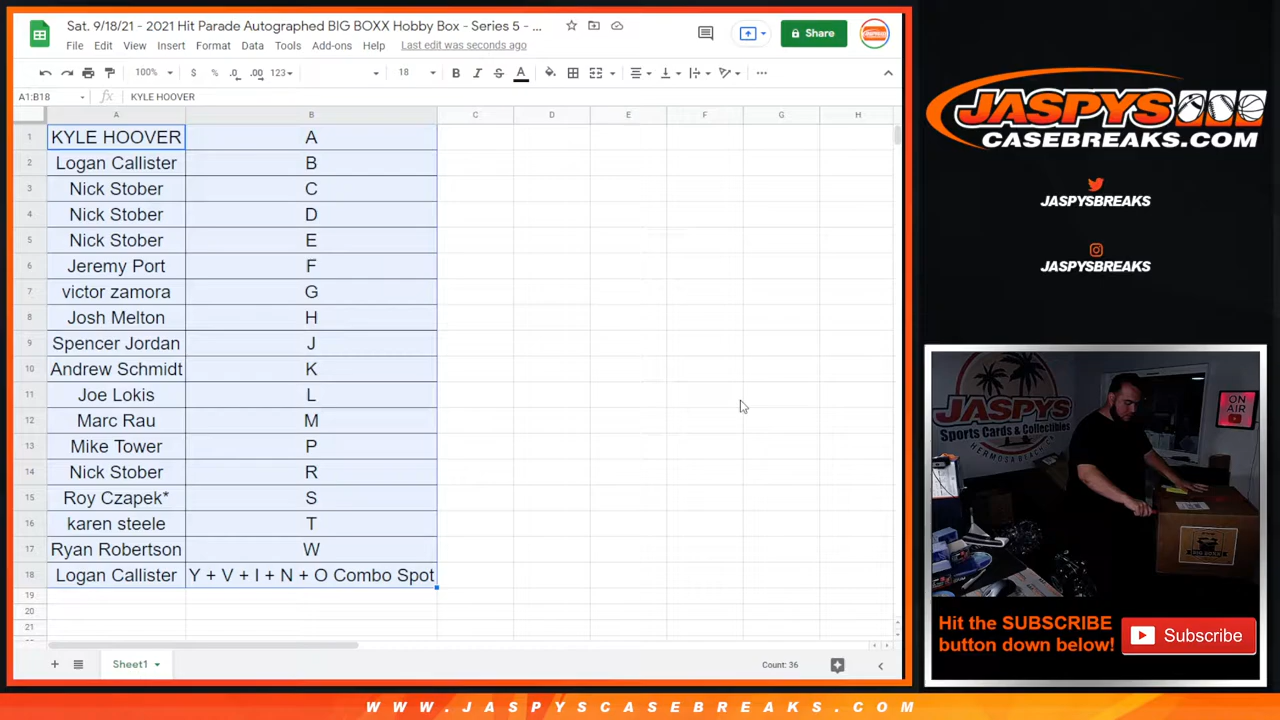 Sat. 9/18/21 - 2021 Hit Parade Autographed BIG BOXX Hobby Box - Series 5 - ...
Share
File Edit View Insert Format Data Tools Add-ons Help Last edit was seconds ago
100% $ % .0 .00 123 18 B I S A
A1:B18 fx KYLE HOOVER
A B C D E F G H
1 KYLE HOOVER A
2 Logan Callister B
3 Nick Stober C
4 Nick Stober D
5 Nick Stober E
6 Jeremy Port F
7 victor zamora G
8 Josh Melton H
9 Spencer Jordan J
10 Andrew Schmidt K
11 Joe Lokis L
12 Marc Rau M
13 Mike Tower P
14 Nick Stober R
15 Roy Czapek* S
16 karen steele T
17 Ryan Robertson W
18 Logan Callister Y + V + I + N + O Combo Spot
19
20
21
Sheet1 Count: 36
JASPYS
CASEBREAKS.COM
JASPYSBREAKS
JASPYSBREAKS
JASPYS
Sports Cards & Collectibles
HERMOSA BEACH
ON
AIR
BIG BOXX
Hit the SUBSCRIBE
button down below!
Subscribe
WWW.JASPYSCASEBREAKS.COM